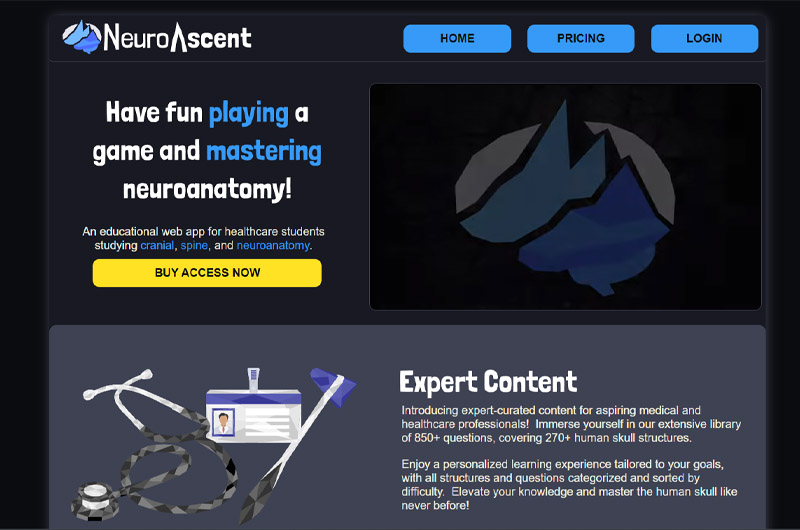 NeuroAscent
HOME
PRICING
LOGIN
Have fun playing a
game and mastering
neuroanatomy!
An educational web app for healthcare students
studying cranial, spine, and neuroanatomy.
BUY ACCESS NOW
Expert Content
Introducing expert-curated content for aspiring medical and
healthcare professionals!  Immerse yourself in our extensive library
of 850+ questions, covering 270+ human skull structures.
Enjoy a personalized learning experience tailored to your goals,
with all structures and questions categorized and sorted by
difficulty.  Elevate your knowledge and master the human skull like
never before!